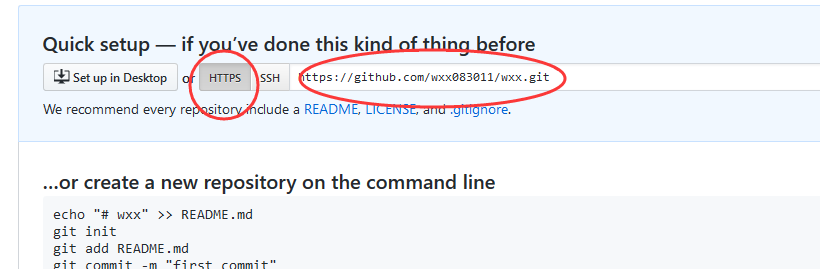 Quick setup — if you’ve done this kind of thing before
Set up in Desktop or HTTPS SSH https://github.com/wxx083011/wxx.git
We recommend every repository include a README, LICENSE, and .gitignore.
...or create a new repository on the command line
echo "# wxx" >> README.md
git init
git add README.md
git commit -m "first commit"